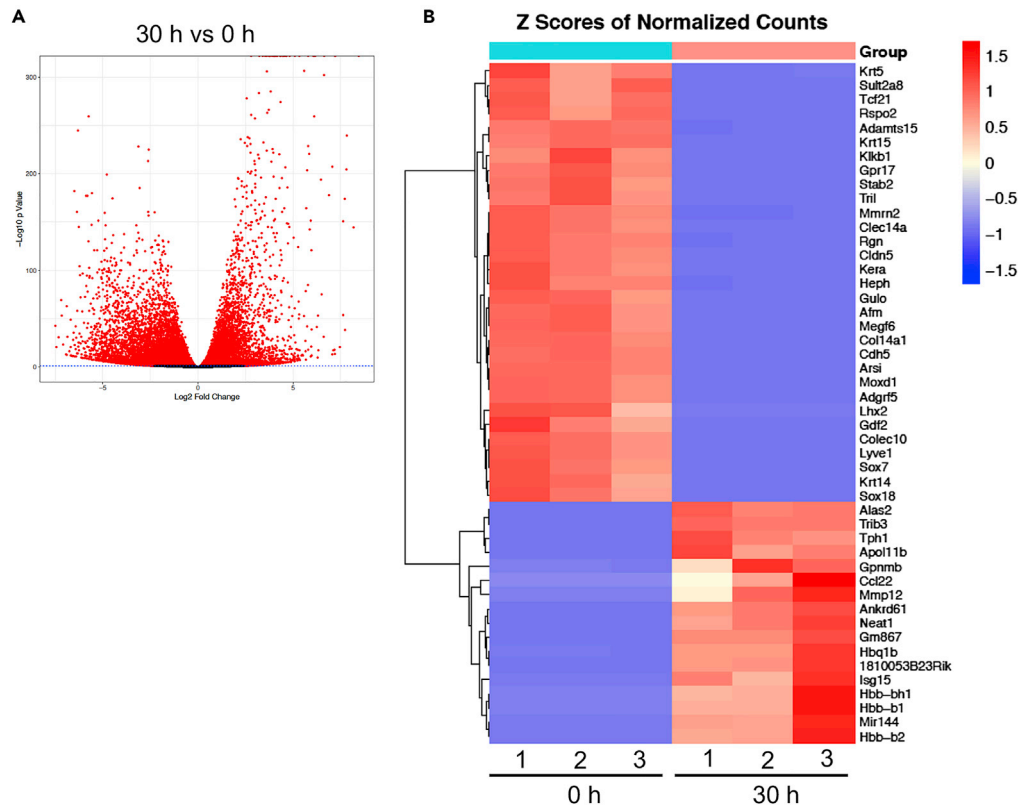 A
30 h vs 0 h
300
200
100
0
−Log10 p Value
−5
0
5
Log2 Fold Change
B
Z Scores of Normalized Counts
Group
Krt5
Sult2a8
Tcf21
Rspo2
Adamts15
Krt15
Klkb1
Gpr17
Stab2
Tril
Mmrn2
Clec14a
Rgn
Cldn5
Kera
Heph
Gulo
Afm
Megf6
Col14a1
Cdh5
Arsi
Moxd1
Adgrf5
Lhx2
Gdf2
Colec10
Lyve1
Sox7
Krt14
Sox18
Alas2
Trib3
Tph1
Apol11b
Gpnmb
Ccl22
Mmp12
Ankrd61
Neat1
Gm867
Hbq1b
1810053B23Rik
Isg15
Hbb−bh1
Hbb−b1
Mir144
Hbb−b2
1.5
1
0.5
0
−0.5
−1
−1.5
1 2 3 1 2 3
0 h 30 h